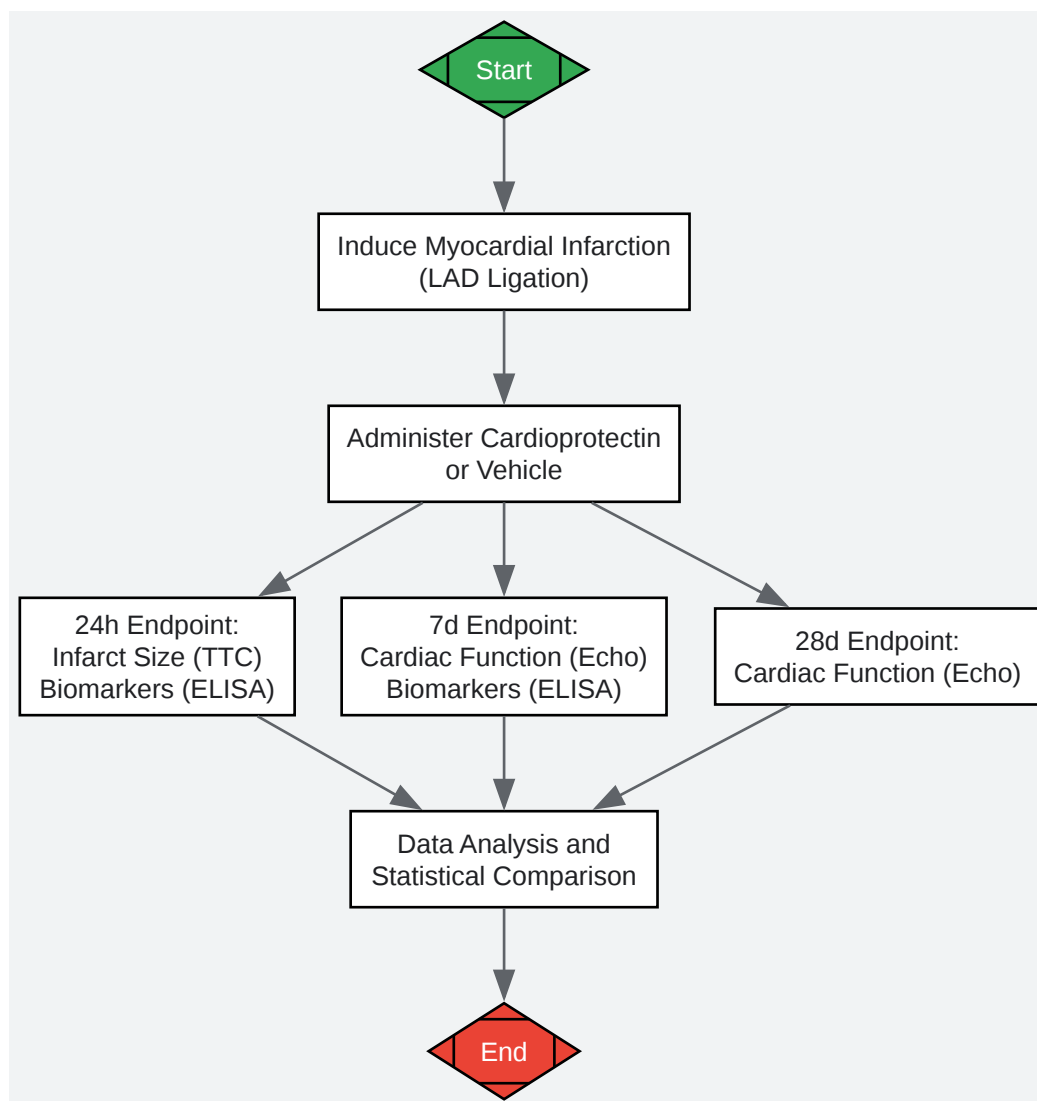 Start
Induce Myocardial Infarction
(LAD Ligation)
Administer Cardioprotectin
or Vehicle
24h Endpoint:
Infarct Size (TTC)
Biomarkers (ELISA)
7d Endpoint:
Cardiac Function (Echo)
Biomarkers (ELISA)
28d Endpoint:
Cardiac Function (Echo)
Data Analysis and
Statistical Comparison
End